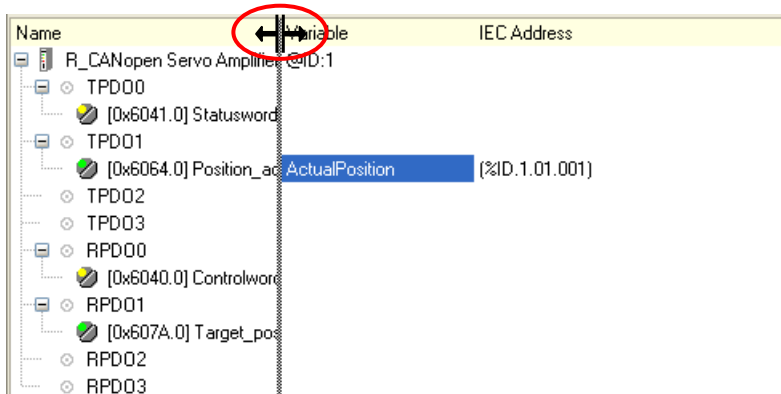 Name Variable IEC Address
R_CANopen Servo Amplifie @ID:1
TPDO0
[0x6041.0] Statusword
TPDO1
[0x6064.0] Position_ac ActualPosition (%ID.1.01.001)
TPDO2
TPDO3
RPDO0
[0x6040.0] Controlword
RPDO1
[0x607A.0] Target_pos
RPDO2
RPDO3